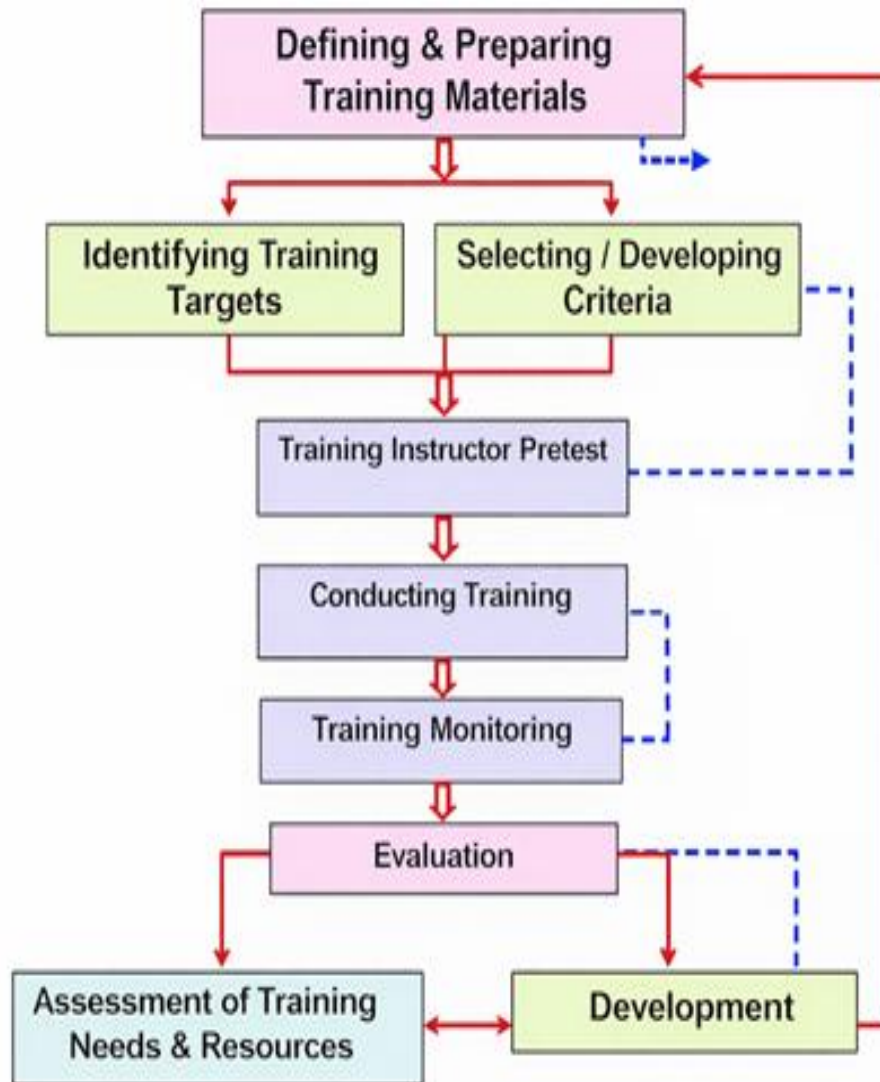 Defining & Preparing
Training Materials
Identifying Training
Targets
Selecting / Developing
Criteria
Training Instructor Pretest
Conducting Training
Training Monitoring
Evaluation
Assessment of Training
Needs & Resources
Development